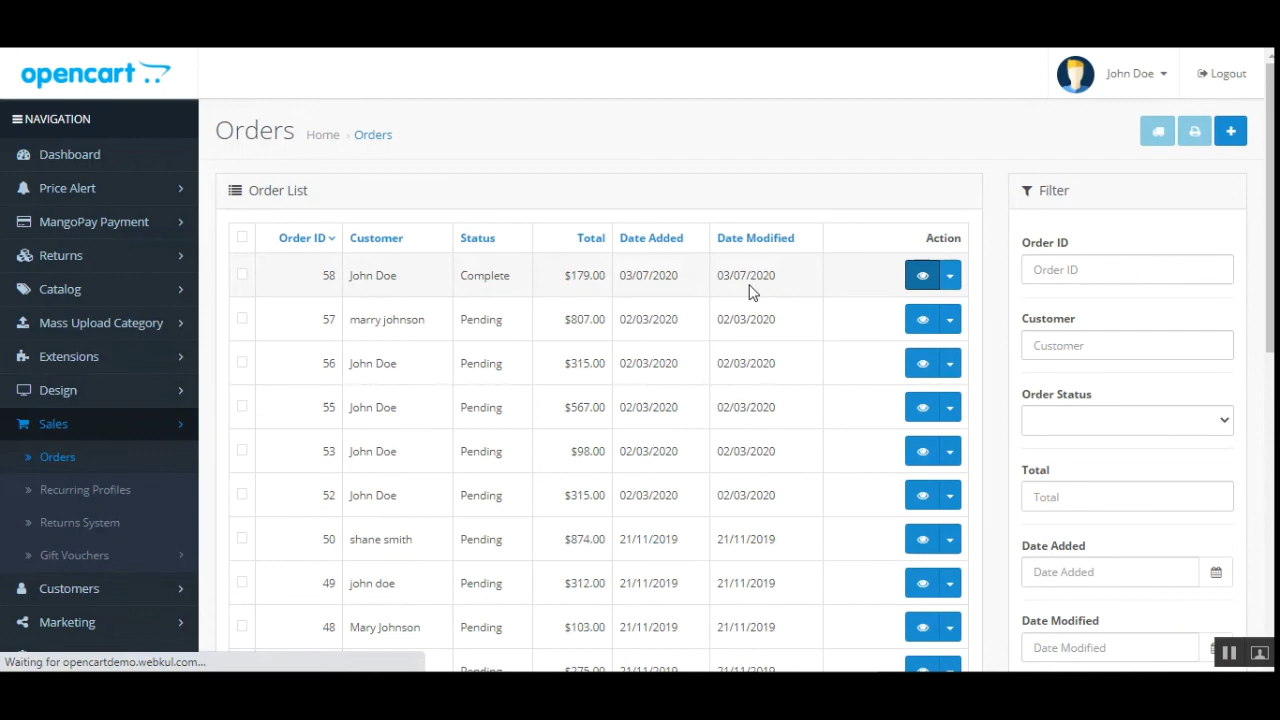 opencart
John Doe
Logout
NAVIGATION
Dashboard
Price Alert
MangoPay Payment
Returns
Catalog
Mass Upload Category
Extensions
Design
Sales
» Orders
» Recurring Profiles
» Returns System
» Gift Vouchers
Customers
Marketing
Waiting for opencartdemo.webkul.com...
Orders Home › Orders
Order List
Order ID Customer Status Total Date Added Date Modified Action
58 John Doe Complete $179.00 03/07/2020 03/07/2020
57 marry johnson Pending $807.00 02/03/2020 02/03/2020
56 John Doe Pending $315.00 02/03/2020 02/03/2020
55 John Doe Pending $567.00 02/03/2020 02/03/2020
53 John Doe Pending $98.00 02/03/2020 02/03/2020
52 John Doe Pending $315.00 02/03/2020 02/03/2020
50 shane smith Pending $874.00 21/11/2019 21/11/2019
49 john doe Pending $312.00 21/11/2019 21/11/2019
48 Mary Johnson Pending $103.00 21/11/2019 21/11/2019
Pending $275.00 21/11/2019 21/11/2019
Filter
Order ID
Order ID
Customer
Customer
Order Status
Total
Total
Date Added
Date Added
Date Modified
Date Modified